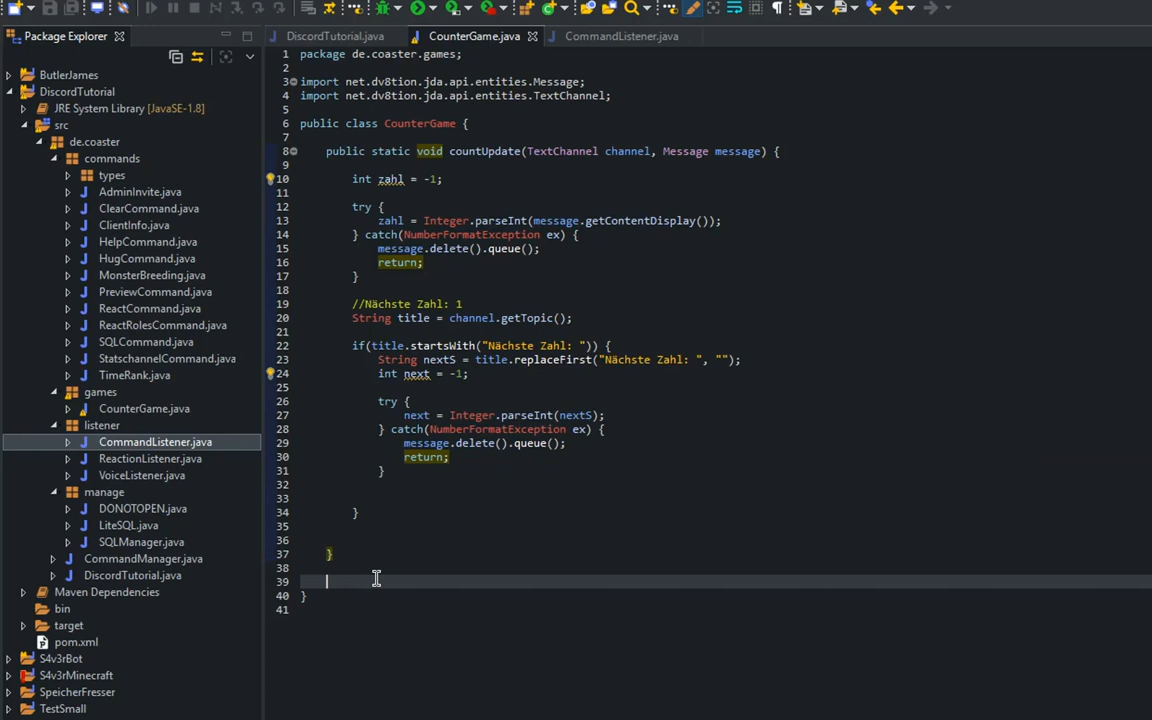 Package Explorer
ButlerJames
DiscordTutorial
JRE System Library [JavaSE-1.8]
src
de.coaster
commands
types
AdminInvite.java
ClearCommand.java
ClientInfo.java
HelpCommand.java
HugCommand.java
MonsterBreeding.java
PreviewCommand.java
ReactCommand.java
ReactRolesCommand.java
SQLCommand.java
StatschannelCommand.java
TimeRank.java
games
CounterGame.java
listener
CommandListener.java
ReactionListener.java
VoiceListener.java
manage
DONOTOPEN.java
LiteSQL.java
SQLManager.java
CommandManager.java
DiscordTutorial.java
Maven Dependencies
bin
target
pom.xml
S4v3rBot
S4v3rMinecraft
SpeicherFresser
TestSmall
DiscordTutorial.java CounterGame.java CommandListener.java
1 package de.coaster.games;
2
3 import net.dv8tion.jda.api.entities.Message;
4 import net.dv8tion.jda.api.entities.TextChannel;
5
6 public class CounterGame {
7
8 public static void countUpdate(TextChannel channel, Message message) {
9
10 int zahl = -1;
11
12 try {
13 zahl = Integer.parseInt(message.getContentDisplay());
14 } catch(NumberFormatException ex) {
15 message.delete().queue();
16 return;
17 }
18
19 //Nächste Zahl: 1
20 String title = channel.getTopic();
21
22 if(title.startsWith("Nächste Zahl: ")) {
23 String nextS = title.replaceFirst("Nächste Zahl: ", "");
24 int next = -1;
25
26 try {
27 next = Integer.parseInt(nextS);
28 } catch(NumberFormatException ex) {
29 message.delete().queue();
30 return;
31 }
32
33
34 }
35
36
37 }
38
39
40 }
41